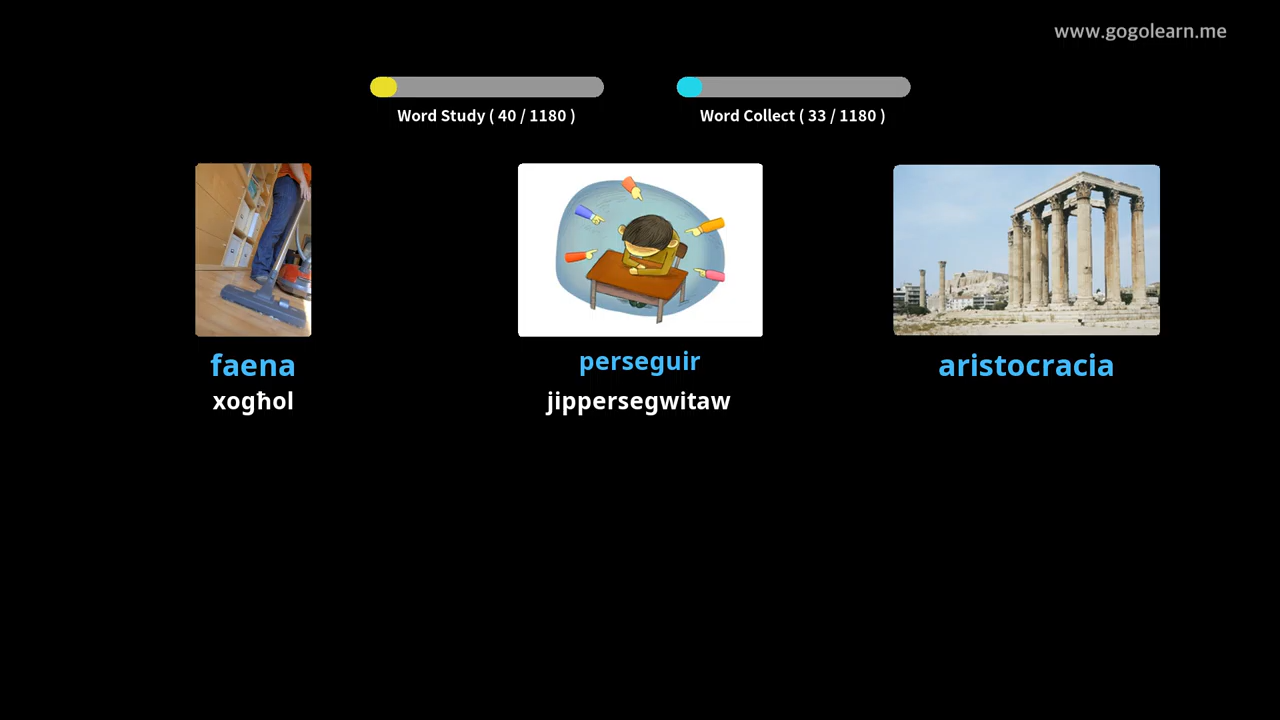 www.gogolearn.me
Word Study ( 40 / 1180 )
Word Collect ( 33 / 1180 )
faena
xogħol
perseguir
jippersegwitaw
aristocracia